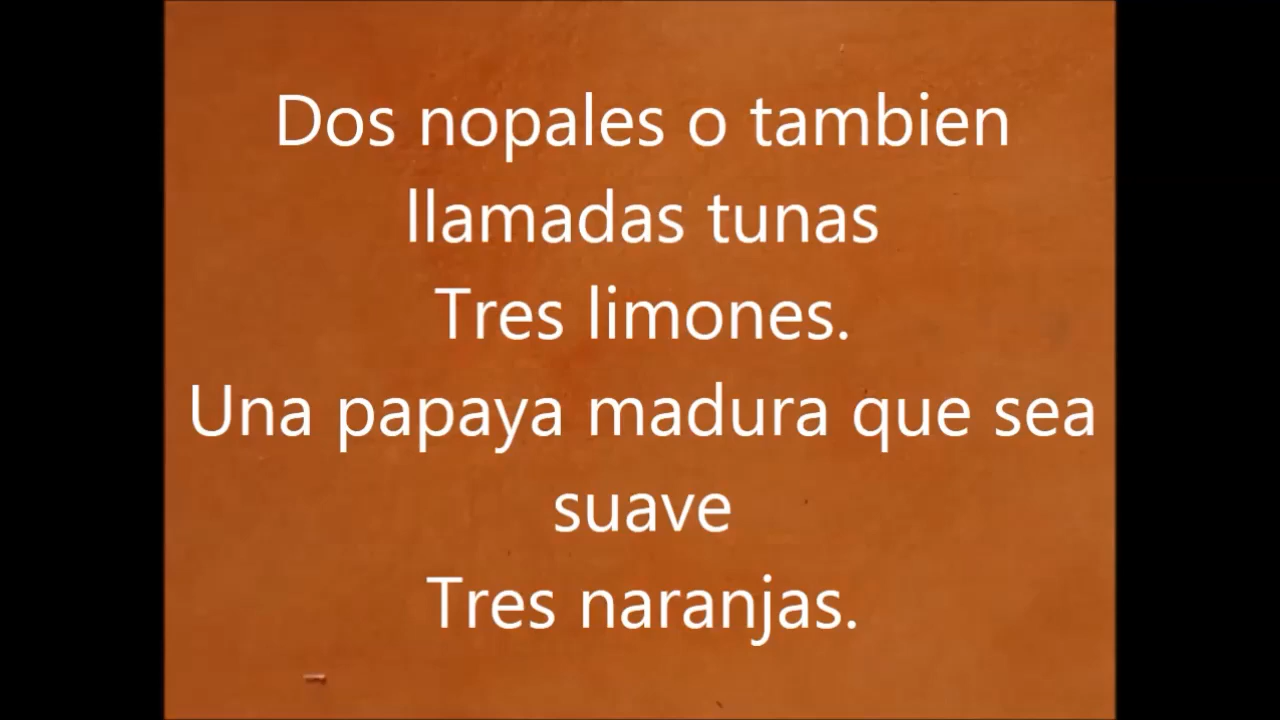 Dos nopales o tambien
llamadas tunas
Tres limones.
Una papaya madura que sea
suave
Tres naranjas.